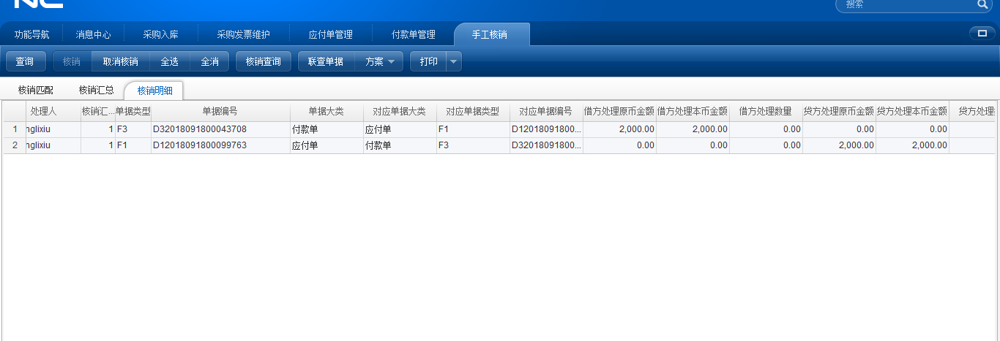 NC
搜索
功能导航 消息中心 采购入库 采购发票维护 应付单管理 付款单管理 手工核销
查询 核销 取消核销 全选 全消 核销查询 联查单据 方案 打印
核销匹配 核销汇总 核销明细
处理人 核销汇... 单据类型 单据编号 单据大类 对应单据大类 对应单据类型 对应单据编号 借方处理原币金额 借方处理本币金额 借方处理数量 贷方处理原币金额 贷方处理本币金额 贷方处理
1 nglixiu 1 F3 D32018091800043708 付款单 应付单 F1 D12018091800... 2,000.00 2,000.00 0.00 0.00 0.00
2 nglixiu 1 F1 D12018091800099763 应付单 付款单 F3 D32018091800... 0.00 0.00 0.00 2,000.00 2,000.00